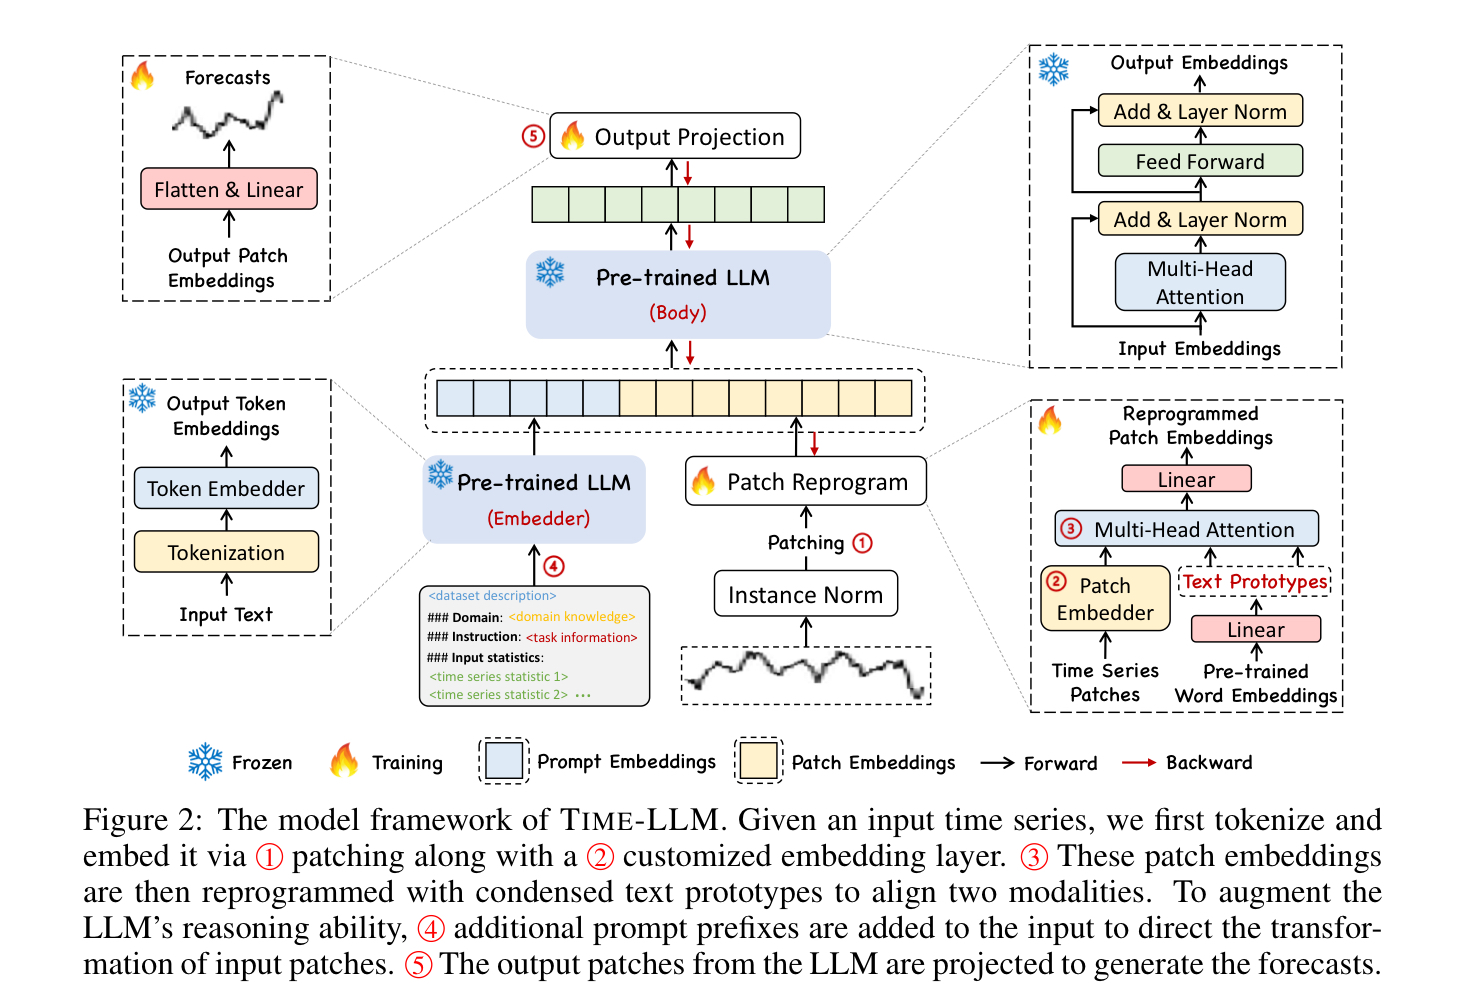 Forecasts
Flatten & Linear
Output Patch
Embeddings
⑤ Output Projection
Pre-trained LLM
(Body)
Output Embeddings
Add & Layer Norm
Feed Forward
Add & Layer Norm
Multi-Head
Attention
Input Embeddings
Output Token
Embeddings
Token Embedder
Tokenization
Input Text
Pre-trained LLM
(Embedder)
④
<dataset description>
### Domain: <domain knowledge>
### Instruction: <task information>
### Input statistics:
<time series statistic 1>
<time series statistic 2> ...
Patch Reprogram
Patching ①
Instance Norm
Reprogrammed
Patch Embeddings
Linear
③ Multi-Head Attention
② Patch
Embedder
Text Prototypes
Linear
Time Series
Patches
Pre-trained
Word Embeddings
Frozen
Training
Prompt Embeddings
Patch Embeddings
Forward
Backward
Figure 2: The model framework of TIME-LLM. Given an input time series, we first tokenize and
embed it via ① patching along with a ② customized embedding layer. ③ These patch embeddings
are then reprogrammed with condensed text prototypes to align two modalities. To augment the
LLM's reasoning ability, ④ additional prompt prefixes are added to the input to direct the transfor-
mation of input patches. ⑤ The output patches from the LLM are projected to generate the forecasts.